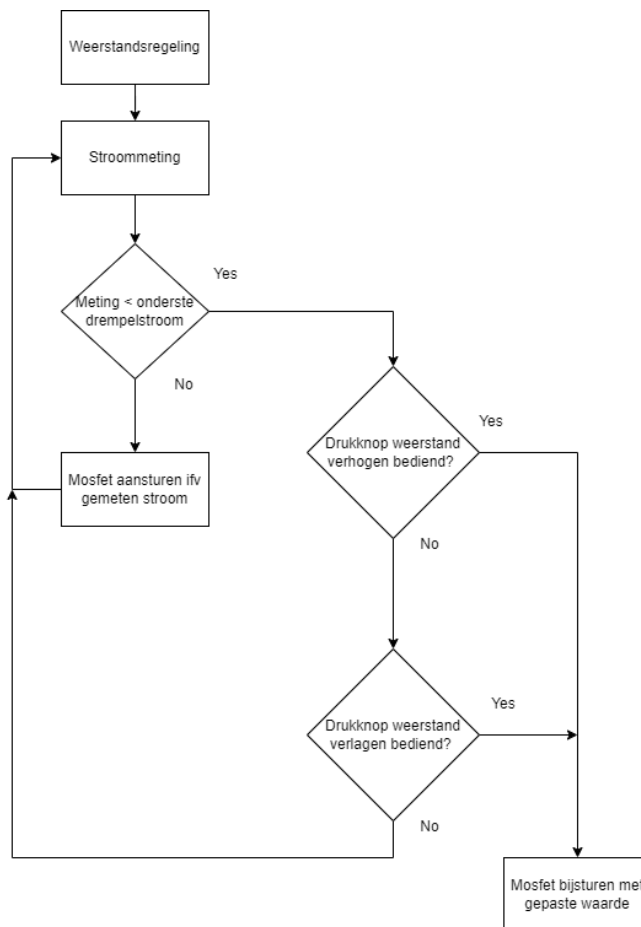 Weerstandsregeling
Stroommeting
Meting < onderste
drempelstroom
Yes
No
Mosfet aansturen ifv
gemeten stroom
Drukknop weerstand
verhogen bediend?
Yes
No
Drukknop weerstand
verlagen bediend?
Yes
No
Mosfet bijsturen met
gepaste waarde